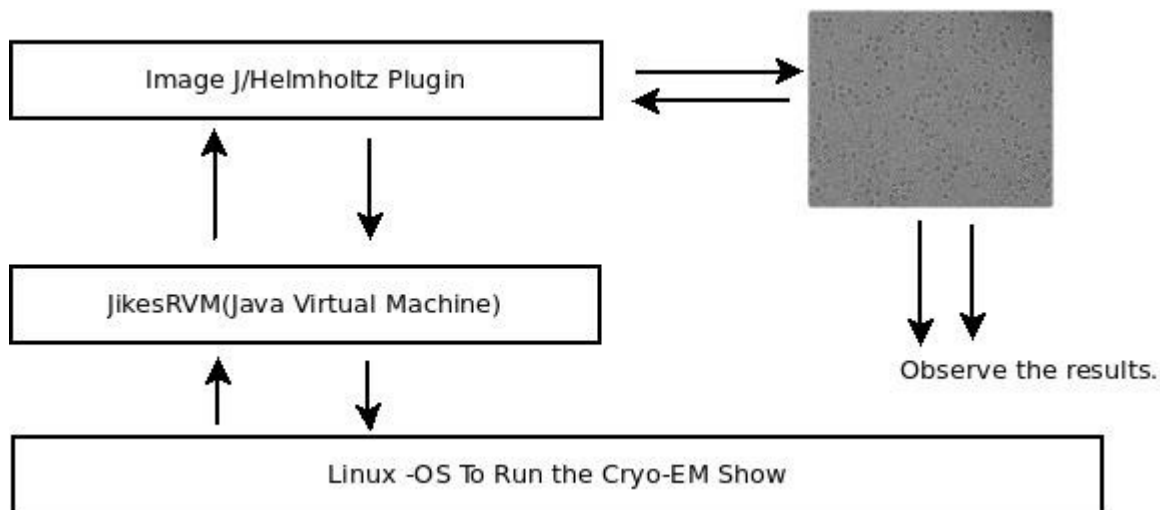 Image J/Helmholtz Plugin
JikesRVM(Java Virtual Machine)
Observe the results.
Linux -OS To Run the Cryo-EM Show